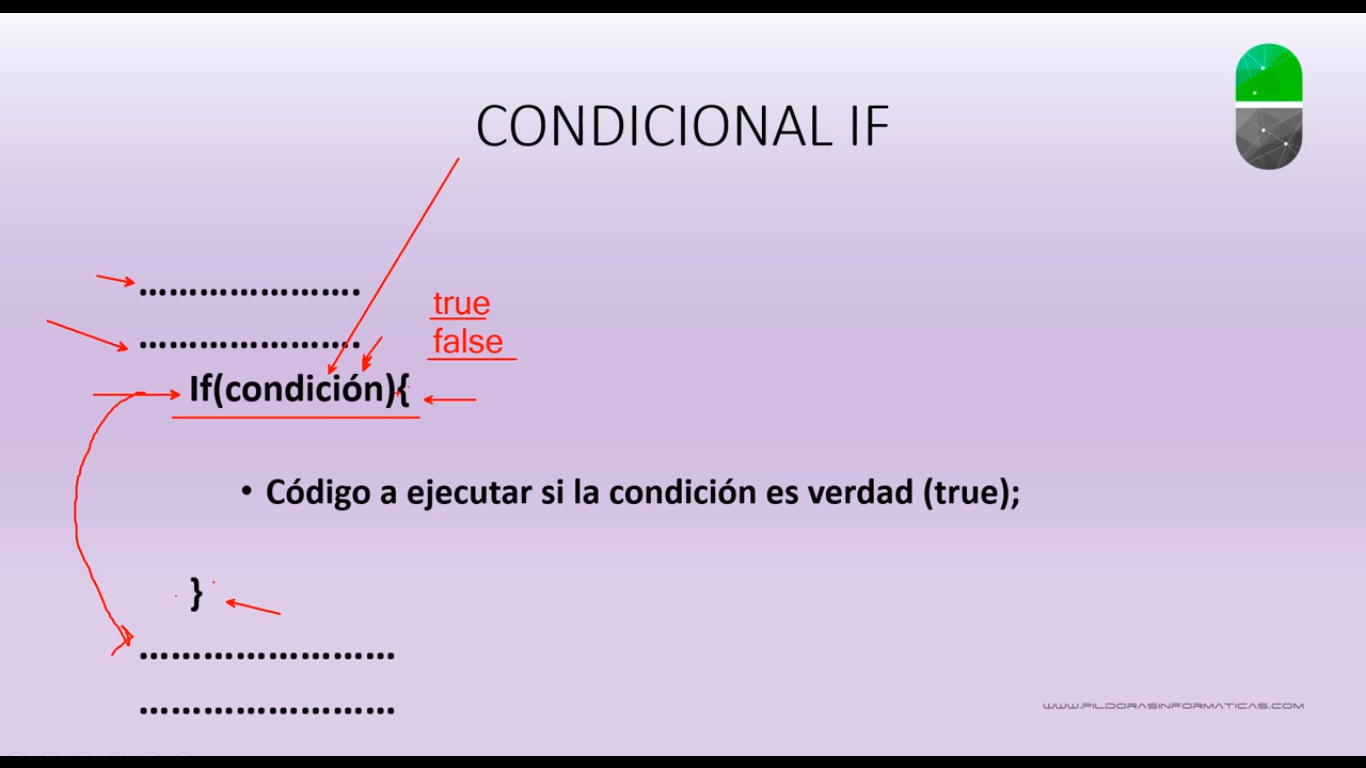 CONDICIONAL IF
………………….
true
………………….
false
If(condición){
• Código a ejecutar si la condición es verdad (true);
}
……………………
……………………
WWW.PILDORASINFORMATICAS.COM